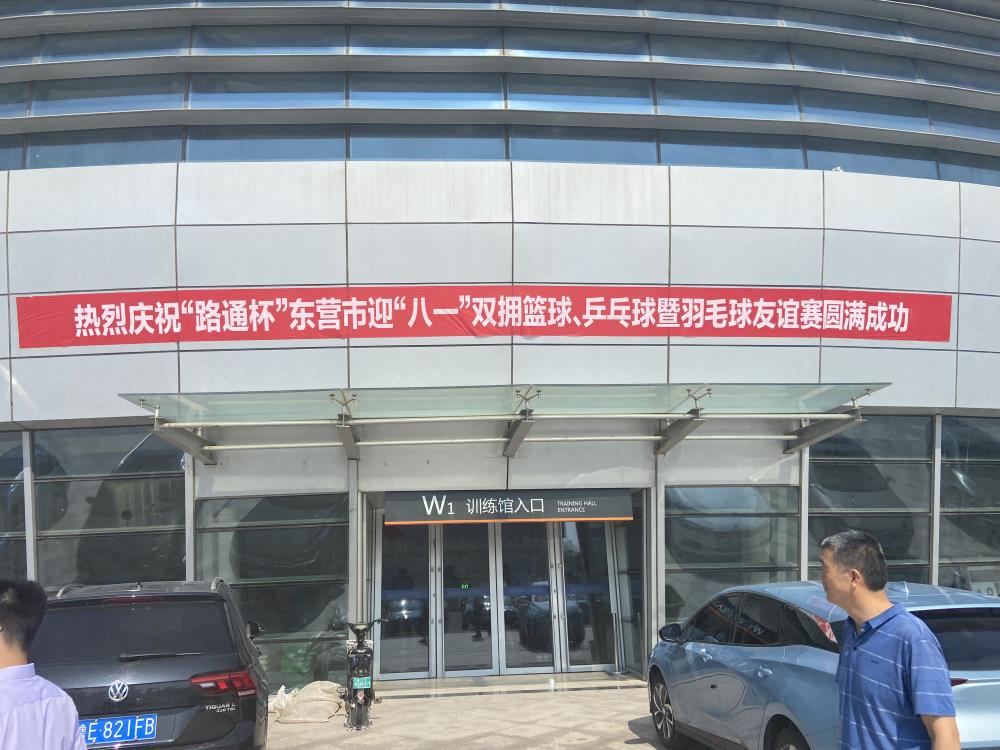 热烈庆祝“路通杯”东营市迎“八一”双拥篮球、乒乓球暨羽毛球友谊赛圆满成功
W1 训练馆入口 TRAINING HALL
ENTRANCE
TIGUAN L
E·821FB